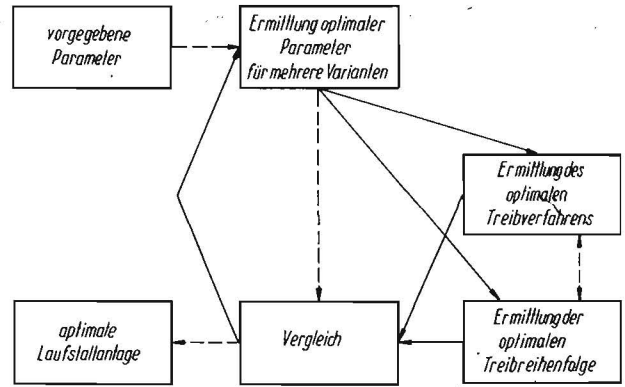 vorgegebene
Parameter
Ermittlung optimaler
Parameter
für mehrere Varianten
Ermittlung des
optimalen
Treibverfahrens
optimale
Laufstallanlage
Vergleich
Ermittlung der
optimalen
Treibreihenfolge